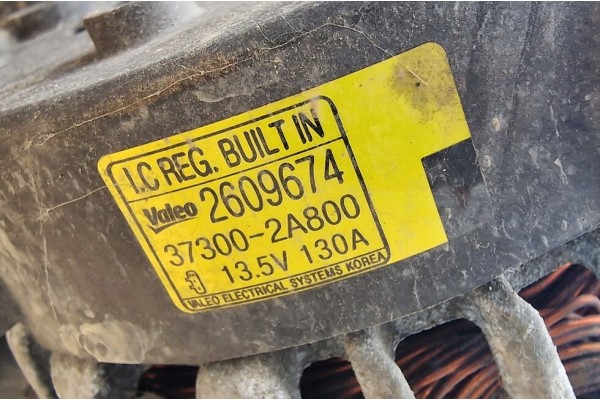 I.C REG. BUILT IN
Valeo 2609674
37300-2A800
13.5V 130A
VALEO ELECTRICAL SYSTEMS KOREA